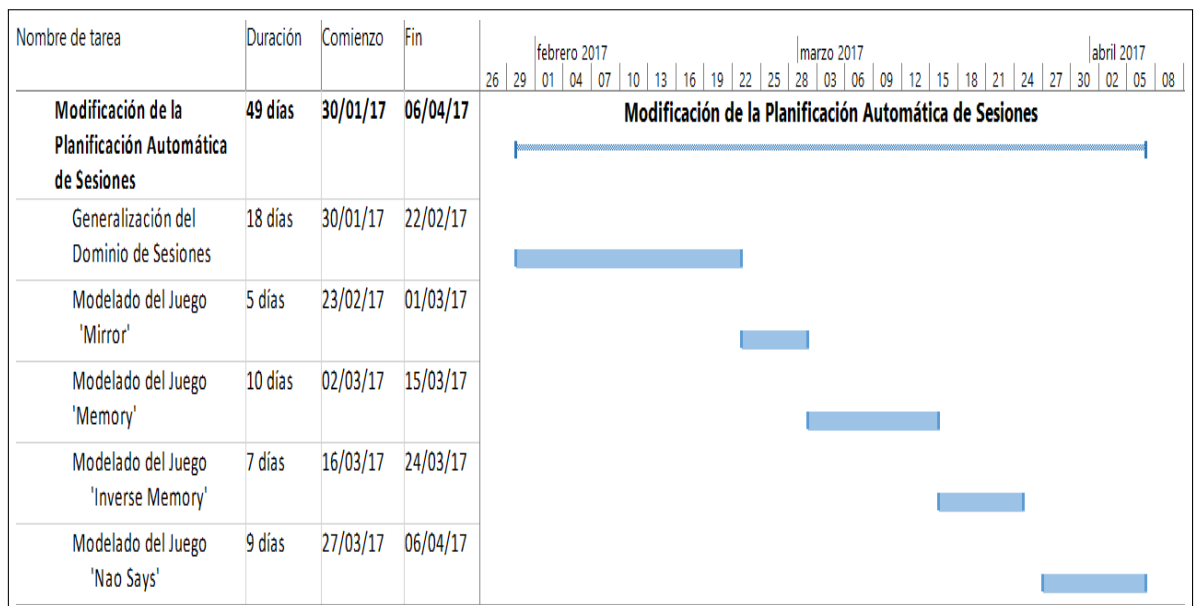 Nombre de tarea Duración Comienzo Fin
febrero 2017 marzo 2017 abril 2017
26 29 01 04 07 10 13 16 19 22 25 28 03 06 09 12 15 18 21 24 27 30 02 05 08
Modificación de la 49 días 30/01/17 06/04/17 Modificación de la Planificación Automática de Sesiones
Planificación Automática
de Sesiones
Generalización del 18 días 30/01/17 22/02/17
Dominio de Sesiones
Modelado del Juego 5 días 23/02/17 01/03/17
'Mirror'
Modelado del Juego 10 días 02/03/17 15/03/17
'Memory'
Modelado del Juego 7 días 16/03/17 24/03/17
'Inverse Memory'
Modelado del Juego 9 días 27/03/17 06/04/17
'Nao Says'